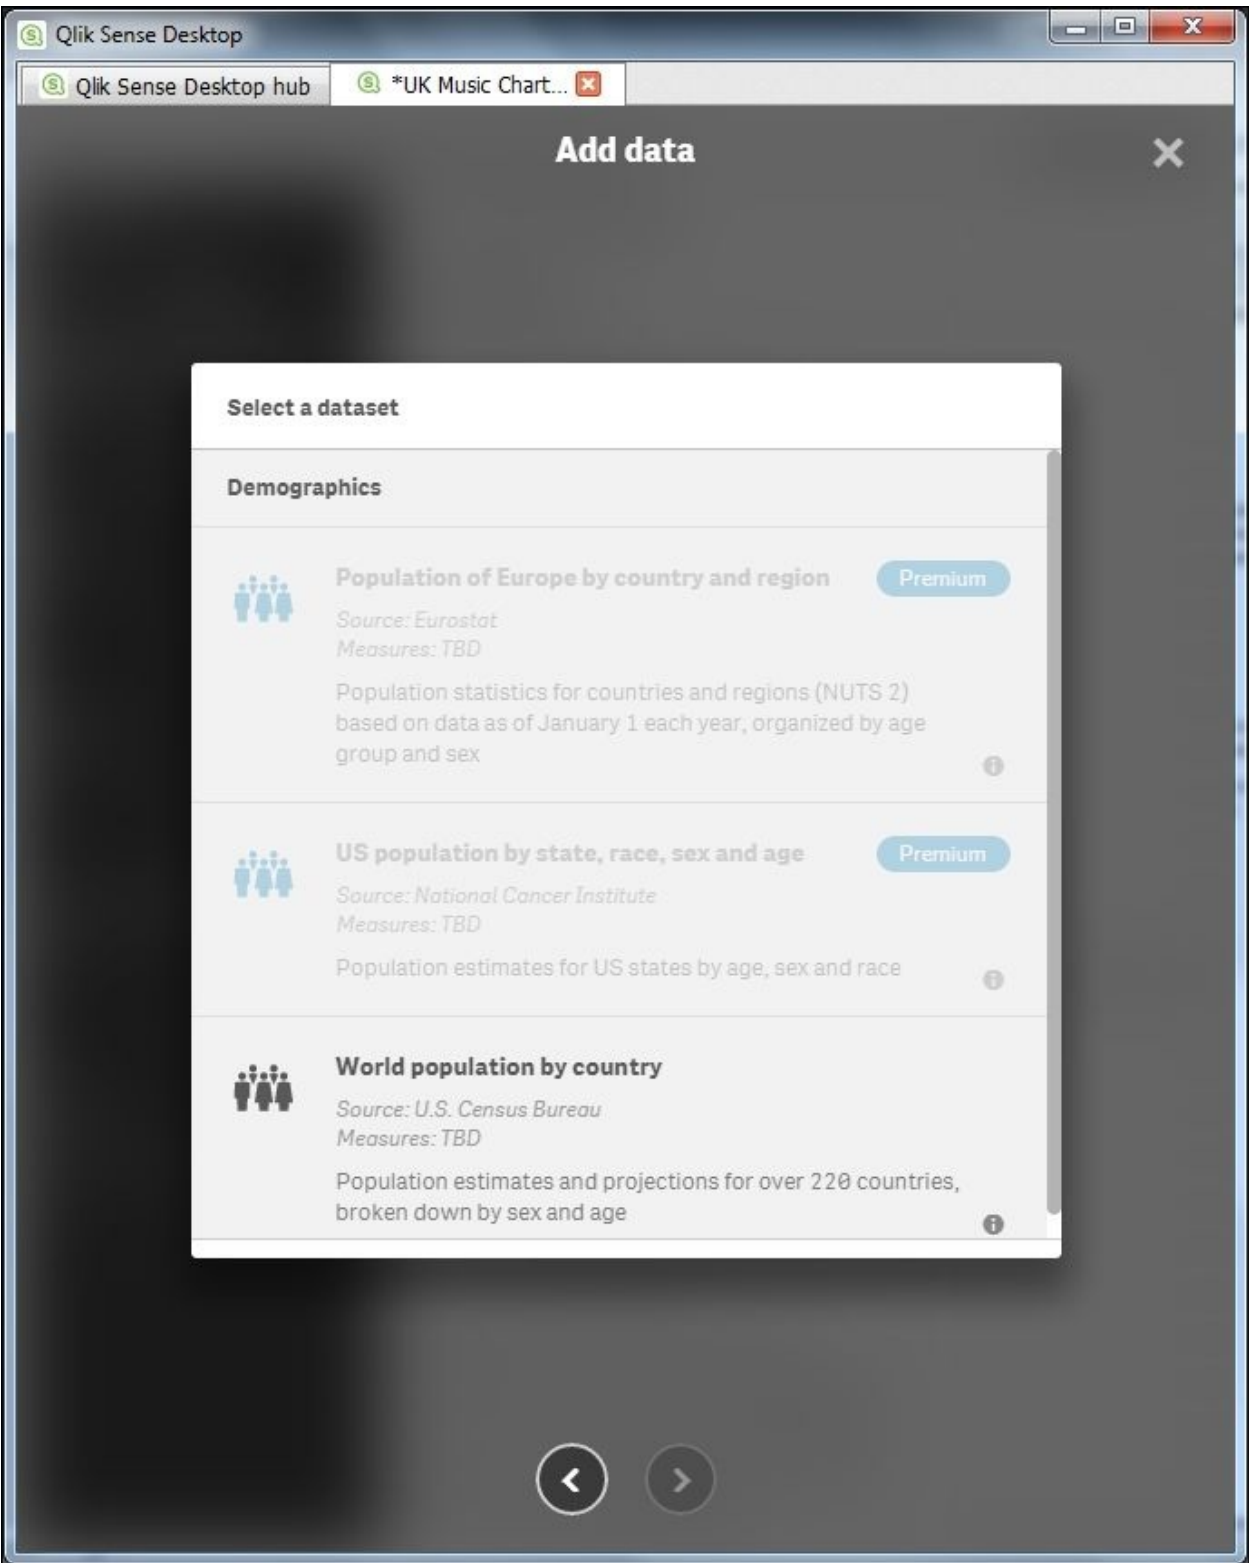 Qlik Sense Desktop
Qlik Sense Desktop hub
*UK Music Chart...
Add data
Select a dataset
Demographics
Population of Europe by country and region
Premium
Source: Eurostat
Measures: TBD
Population statistics for countries and regions (NUTS 2)
based on data as of January 1 each year, organized by age
group and sex
US population by state, race, sex and age
Premium
Source: National Cancer Institute
Measures: TBD
Population estimates for US states by age, sex and race
World population by country
Source: U.S. Census Bureau
Measures: TBD
Population estimates and projections for over 220 countries,
broken down by sex and age